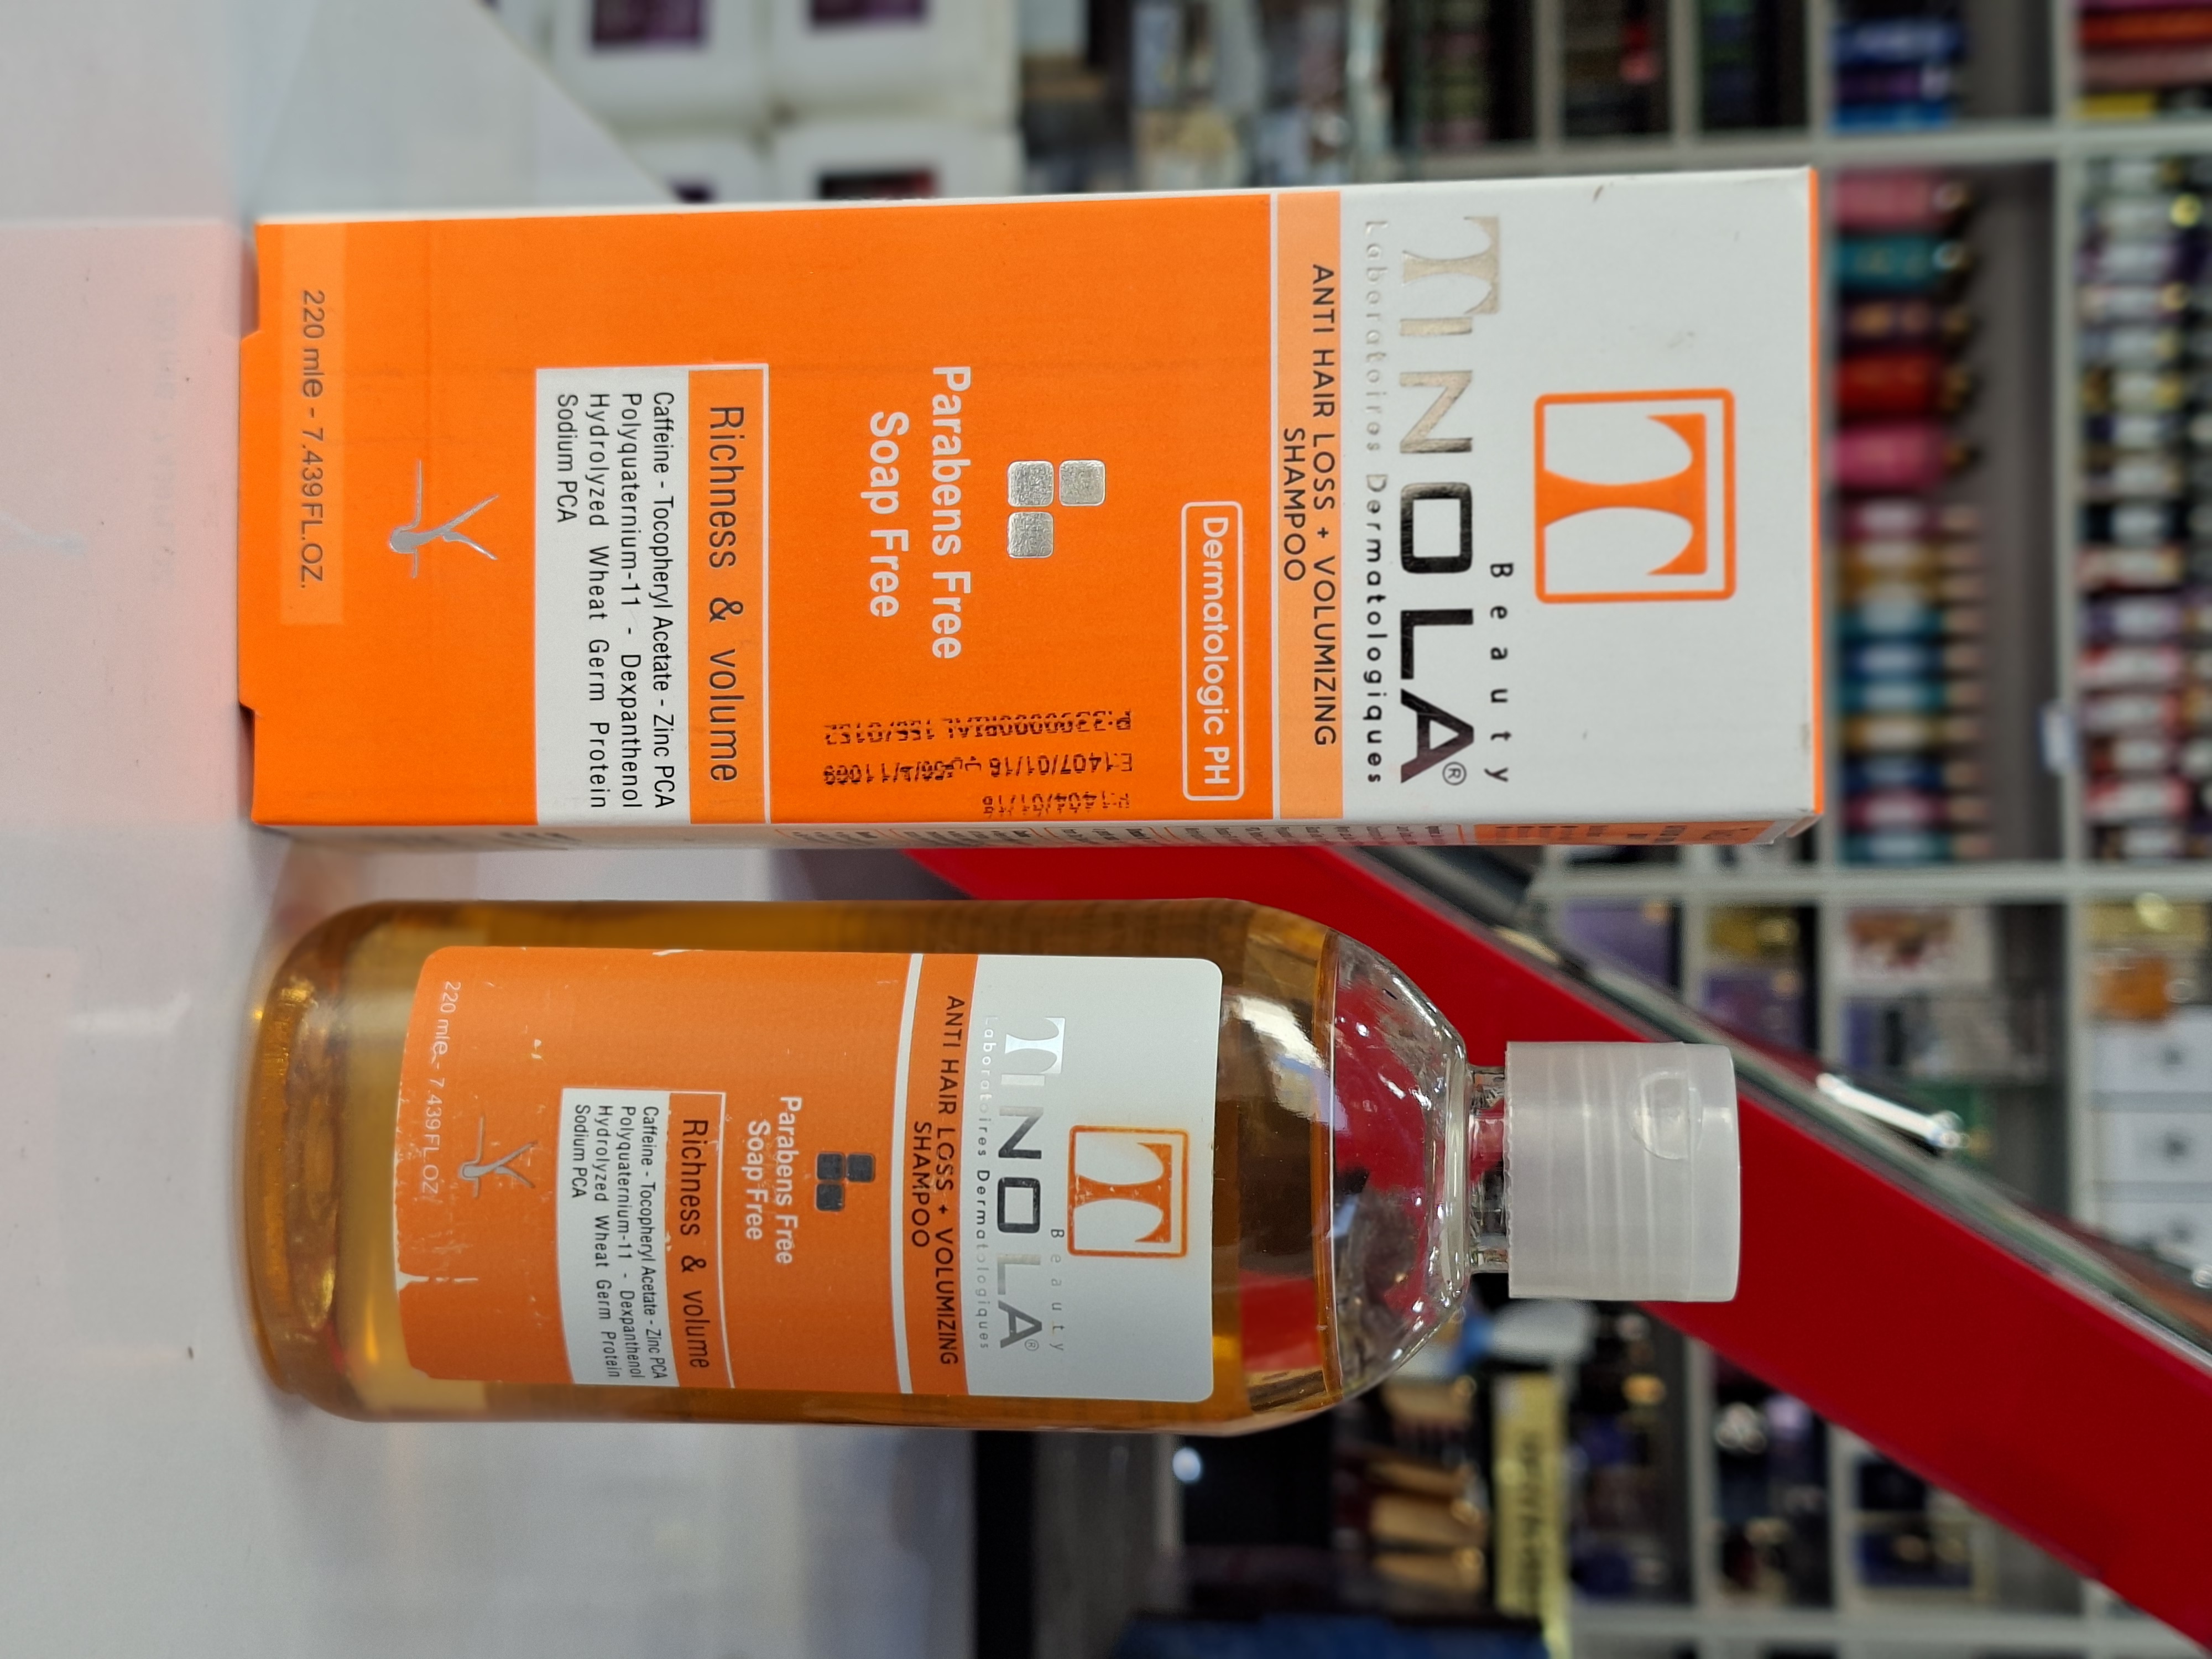 Beauty
TINOLA®
Laboratoires Dermatologiques
ANTI HAIR LOSS + VOLUMIZING
SHAMPOO
Dermatologic PH
Parabens Free
Soap Free
E:1407/01/16
Richness & volume
Caffeine - Tocopheryl Acetate - Zinc PCA
Polyquaternium-11 - Dexpanthenol
Hydrolyzed Wheat Germ Protein
Sodium PCA
220 mle - 7.439FL.OZ.
Beauty
TINOLA®
Laboratoires Dermatologiques
ANTI HAIR LOSS + VOLUMIZING
SHAMPOO
Parabens Free
Soap Free
Richness & volume
Caffeine - Tocopheryl Acetate - Zinc PCA
Polyquaternium-11 - Dexpanthenol
Hydrolyzed Wheat Germ Protein
Sodium PCA
220 mle - 7.439FL.OZ.